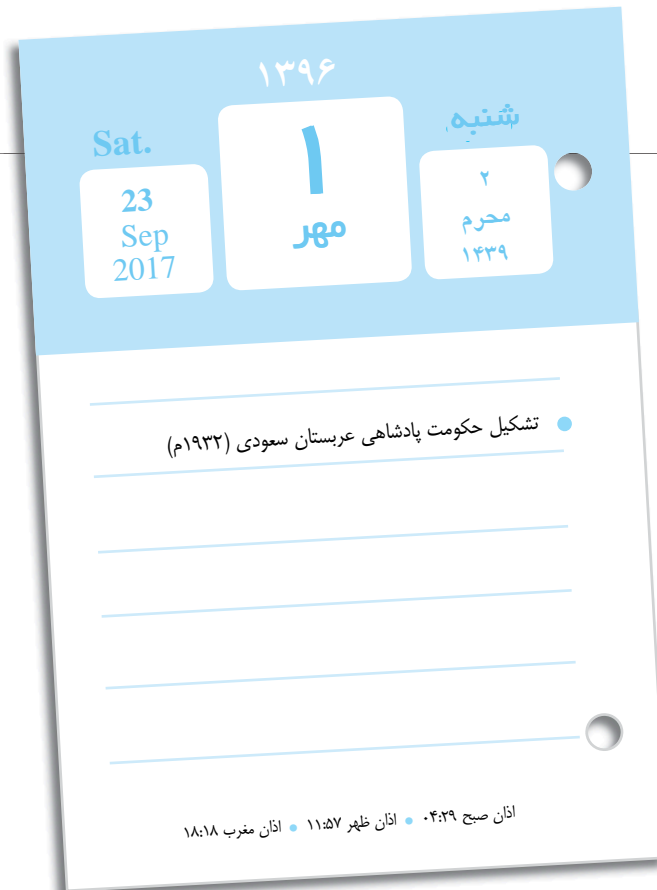 ۱۳۹۶
شنبه
۲
محرم
۱۴۳۹
۱
مهر
Sat.
23
Sep
2017
تشکیل حکومت پادشاهی عربستان سعودی (۱۹۳۲م)
اذان صبح ۰۴:۲۹ • اذان ظهر ۱۱:۵۷ • اذان مغرب ۱۸:۱۸